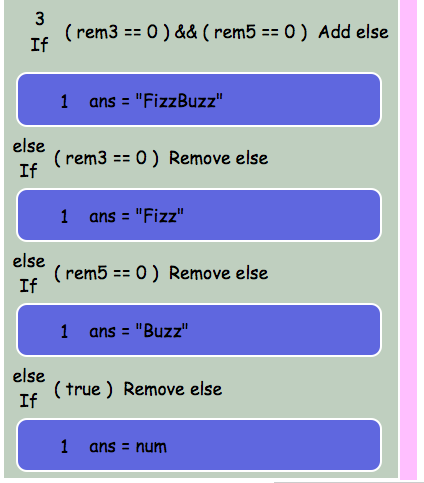 3
If ( rem3 == 0 ) && ( rem5 == 0 ) Add else
1 ans = "FizzBuzz"
else
If ( rem3 == 0 ) Remove else
1 ans = "Fizz"
else
If ( rem5 == 0 ) Remove else
1 ans = "Buzz"
else
If ( true ) Remove else
1 ans = num